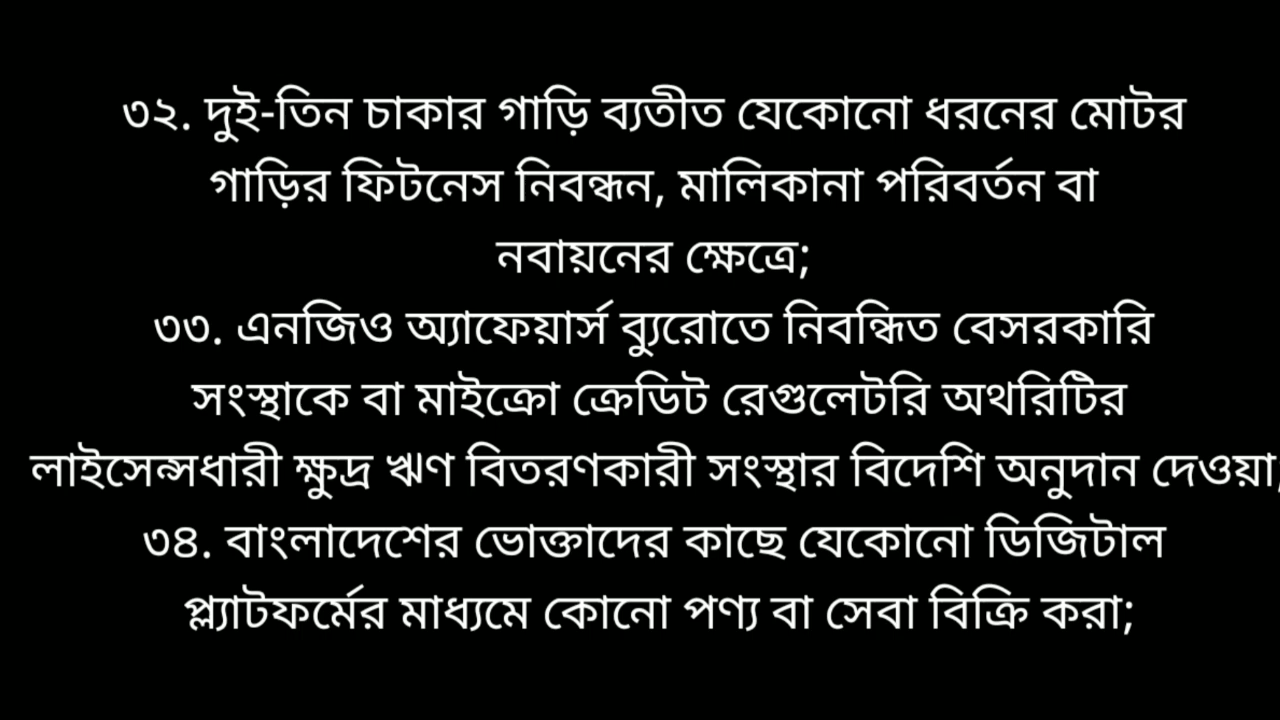 ৩২. দুই-তিন চাকার গাড়ি ব্যতীত যেকোনো ধরনের মোটর
গাড়ির ফিটনেস নিবন্ধন, মালিকানা পরিবর্তন বা
নবায়নের ক্ষেত্রে;
৩৩. এনজিও অ্যাফেয়ার্স ব্যুরোতে নিবন্ধিত বেসরকারি
সংস্থাকে বা মাইক্রো ক্রেডিট রেগুলেটরি অথরিটির
লাইসেন্সধারী ক্ষুদ্র ঋণ বিতরণকারী সংস্থার বিদেশি অনুদান দেওয়া,
৩৪. বাংলাদেশের ভোক্তাদের কাছে যেকোনো ডিজিটাল
প্ল্যাটফর্মের মাধ্যমে কোনো পণ্য বা সেবা বিক্রি করা;